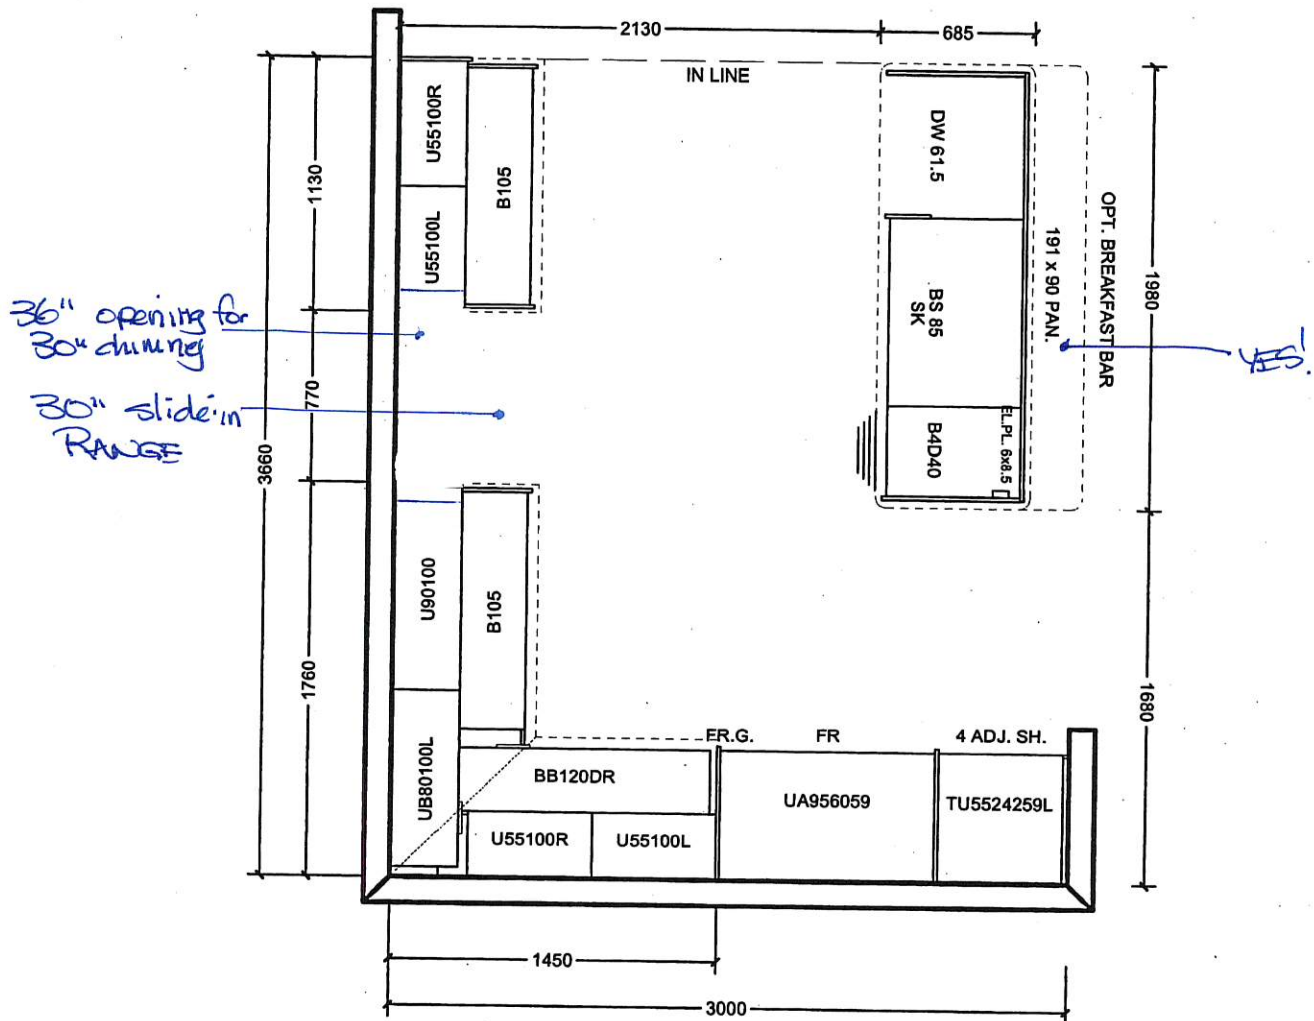 2130
685
IN LINE
U55100R
B105
U55100L
1130
DW 61.5
BS 85
SK
B4D40
EL.PL. 6x8.5
191 x 90 PAN.
OPT. BREAKFAST BAR
1980
YES!
36" opening for
30" chimney
30" slide-in
RANGE
770
3660
U90100
B105
1760
1680
UB80100L
BB120DR
U55100R
U55100L
FR.G.
FR
4 ADJ. SH.
UA956059
TU5524259L
1450
3000